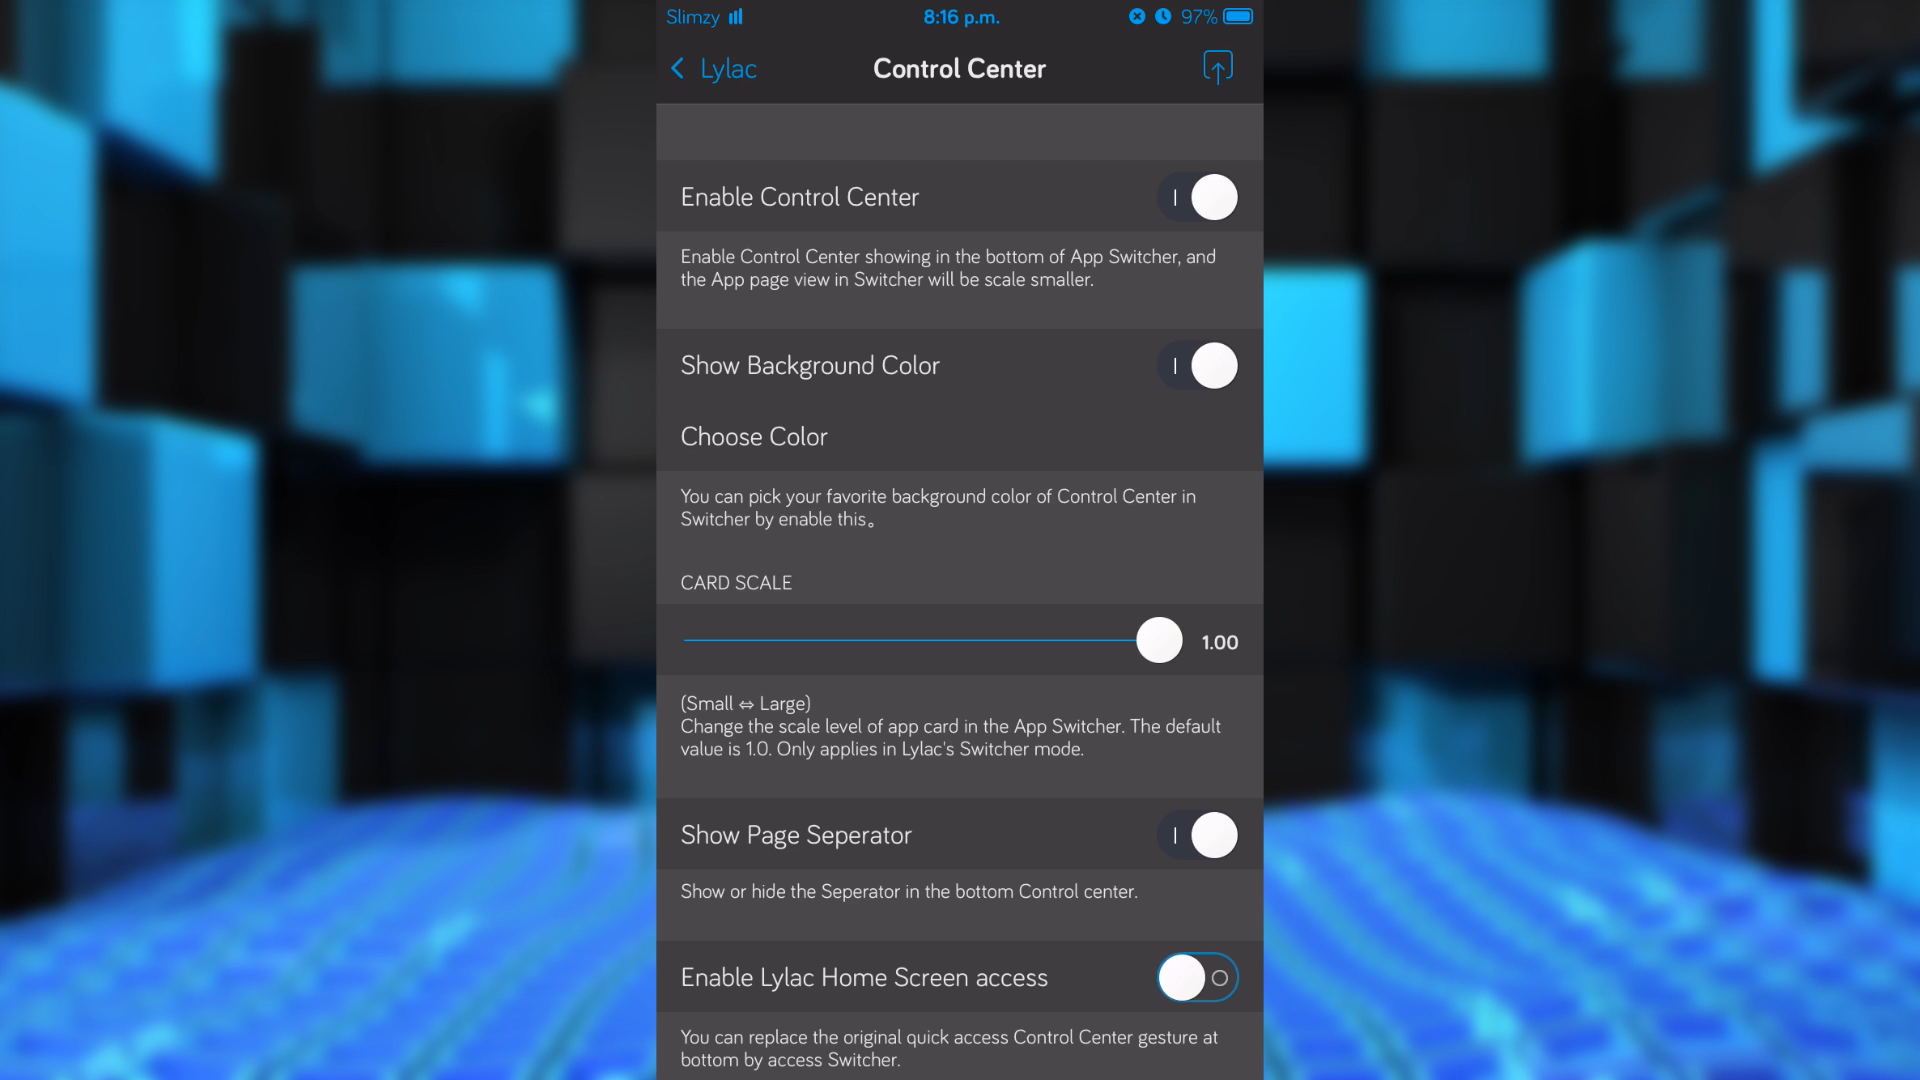 Slimzy
8:16 p.m.
97%
Lylac
Control Center
Enable Control Center
Enable Control Center showing in the bottom of App Switcher, and
the App page view in Switcher will be scale smaller.
Show Background Color
Choose Color
You can pick your favorite background color of Control Center in
Switcher by enable this。
CARD SCALE
1.00
(Small ⇔ Large)
Change the scale level of app card in the App Switcher. The default
value is 1.0. Only applies in Lylac's Switcher mode.
Show Page Seperator
Show or hide the Seperator in the bottom Control center.
Enable Lylac Home Screen access
You can replace the original quick access Control Center gesture at
bottom by access Switcher.